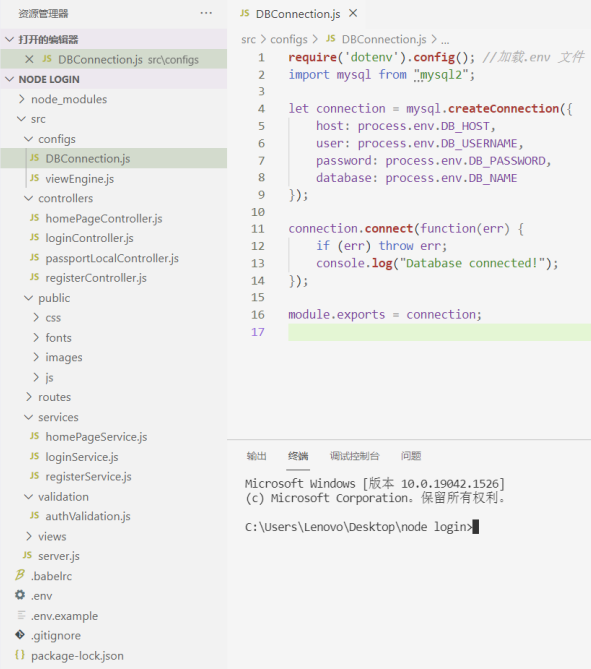 资源管理器 ···
打开的编辑器
× JS DBConnection.js src\configs
NODE LOGIN
node_modules
src
configs
JS DBConnection.js
JS viewEngine.js
controllers
JS homePageController.js
JS loginController.js
JS passportLocalController.js
JS registerController.js
public
css
fonts
images
js
routes
services
JS homePageService.js
JS loginService.js
JS registerService.js
validation
JS authValidation.js
views
JS server.js
.babelrc
.env
.env.example
.gitignore
{} package-lock.json
JS DBConnection.js ×
src > configs > JS DBConnection.js > ...
1 require('dotenv').config(); //加载.env 文件
2 import mysql from "mysql2";
3
4 let connection = mysql.createConnection({
5     host: process.env.DB_HOST,
6     user: process.env.DB_USERNAME,
7     password: process.env.DB_PASSWORD,
8     database: process.env.DB_NAME
9 });
10
11 connection.connect(function(err) {
12     if (err) throw err;
13     console.log("Database connected!");
14 });
15
16 module.exports = connection;
17
输出 终端 调试控制台 问题
Microsoft Windows [版本 10.0.19042.1526]
(c) Microsoft Corporation。保留所有权利。
C:\Users\Lenovo\Desktop\node login>